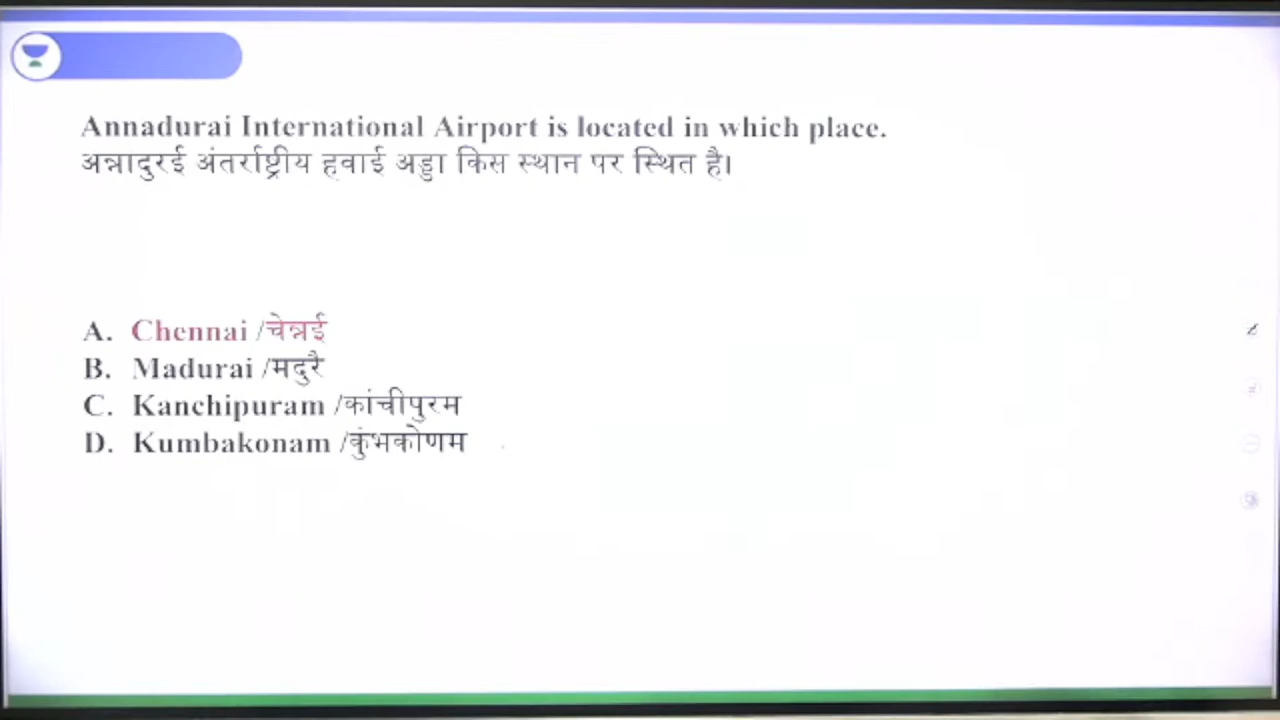 Annadurai International Airport is located in which place.
अन्नादुरई अंतर्राष्ट्रीय हवाई अड्डा किस स्थान पर स्थित है।
A. Chennai /चेन्नई
B. Madurai /मदुरै
C. Kanchipuram /कांचीपुरम
D. Kumbakonam /कुंभकोणम